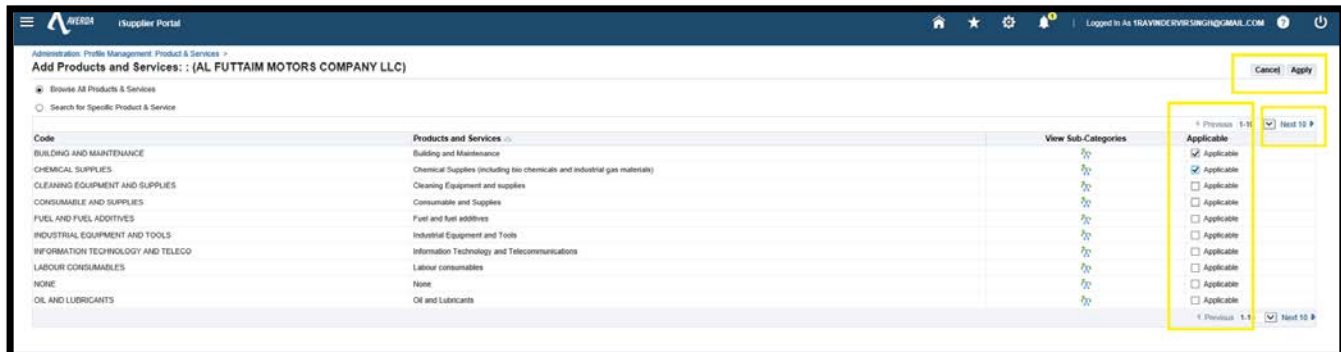 AVERDA iSupplier Portal 1 Logged In As 1RAVINDERVIRSINGH@GMAIL.COM ?
Administration: Profile Management: Product & Services >
Add Products and Services: : (AL FUTTAIM MOTORS COMPANY LLC) Cancel Apply
Browse All Products & Services
Search for Specific Product & Service
Previous 1-10 Next 10
Code Products and Services View Sub-Categories Applicable
BUILDING AND MAINTENANCE Building and Maintenance Applicable
CHEMICAL SUPPLIES Chemical Supplies (including bio chemicals and industrial gas materials) Applicable
CLEANING EQUIPMENT AND SUPPLIES Cleaning Equipment and supplies Applicable
CONSUMABLE AND SUPPLIES Consumable and Supplies Applicable
FUEL AND FUEL ADDITIVES Fuel and fuel additives Applicable
INDUSTRIAL EQUIPMENT AND TOOLS Industrial Equipment and Tools Applicable
INFORMATION TECHNOLOGY AND TELECO Information Technology and Telecommunications Applicable
LABOUR CONSUMABLES Labour consumables Applicable
NONE None Applicable
OIL AND LUBRICANTS Oil and Lubricants Applicable
Previous Next 10